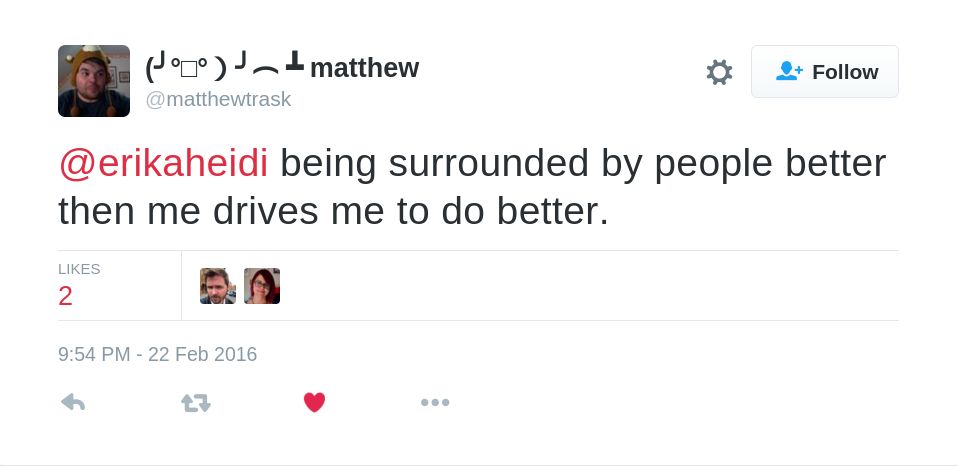 (╯°□°）╯︵ ┻ matthew
@matthewtrask
Follow
@erikaheidi being surrounded by people better
then me drives me to do better.
LIKES
2
9:54 PM - 22 Feb 2016